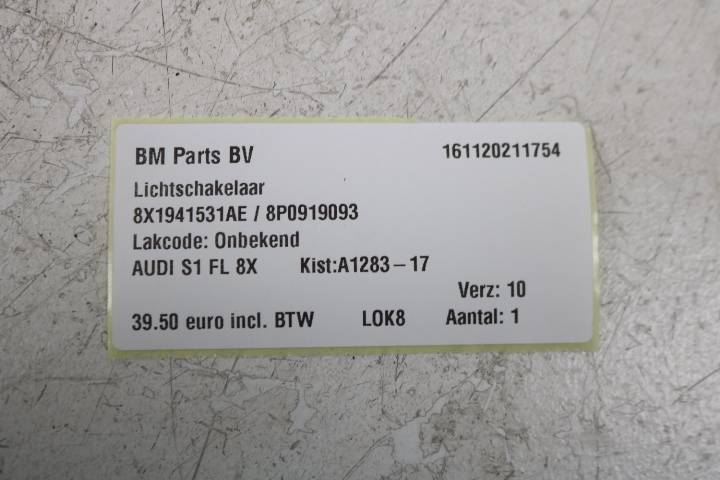 BM Parts BV 161120211754
Lichtschakelaar
8X1941531AE / 8P0919093
Lakcode: Onbekend
AUDI S1 FL 8X Kist:A1283-17
Verz: 10
39.50 euro incl. BTW LOK8 Aantal: 1